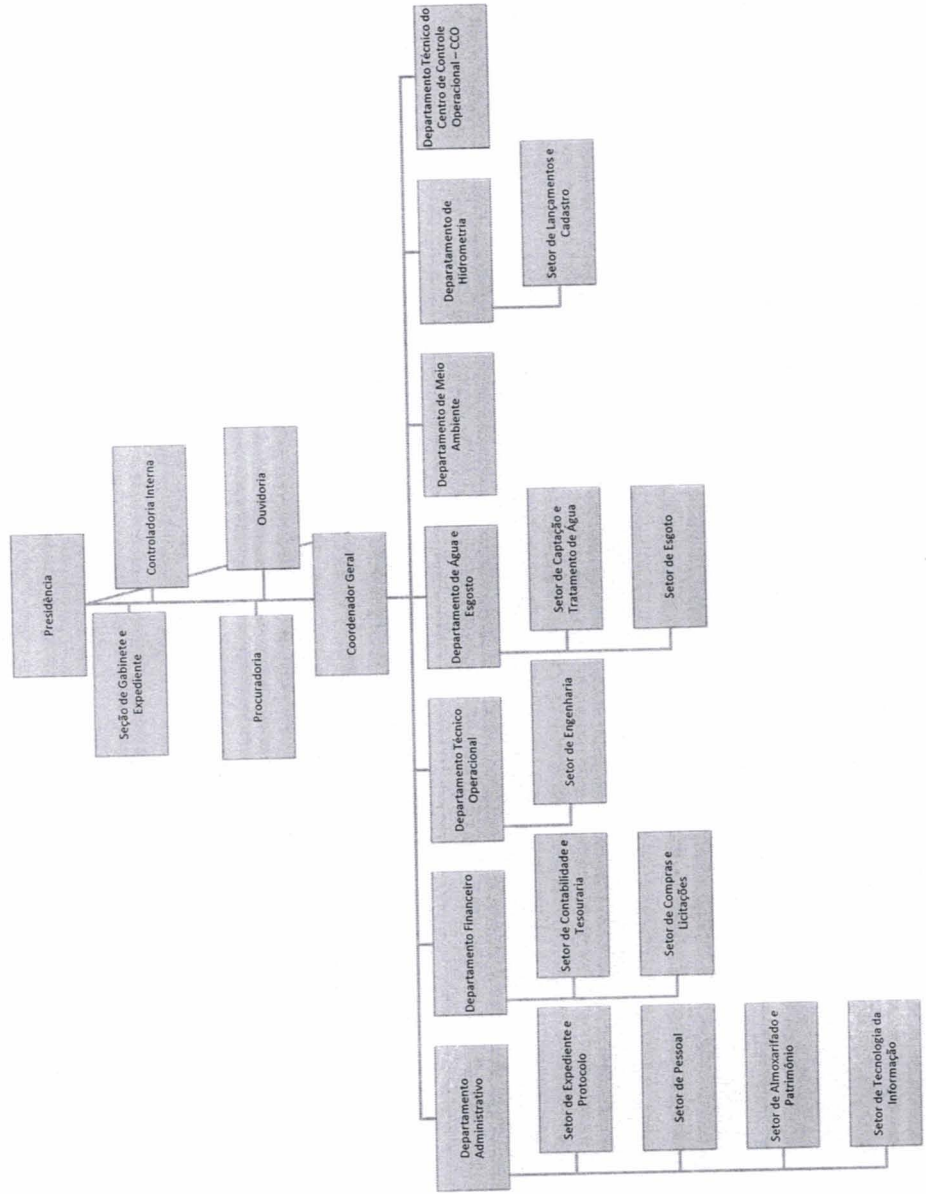 Presidência
Seção de Gabinete e
Expediente
Controladoria Interna
Procuradoria
Ouvidoria
Coordenador Geral
Departamento
Administrativo
Departamento Financeiro
Departamento Técnico
Operacional
Departamento de Água e
Esgosto
Departamento de Meio
Ambiente
Deparatamento de
Hidrometria
Departamento Técnico do
Centro de Controle
Operacional – CCO
Setor de Expediente e
Protocolo
Setor de Pessoal
Setor de Almoxarifado e
Patrimônio
Setor de Tecnologia da
Informação
Setor de Contabilidade e
Tesouraria
Setor de Compras e
Licitações
Setor de Engenharia
Setor de Captação e
Tratamento de Água
Setor de Esgoto
Setor de Lançamentos e
Cadastro